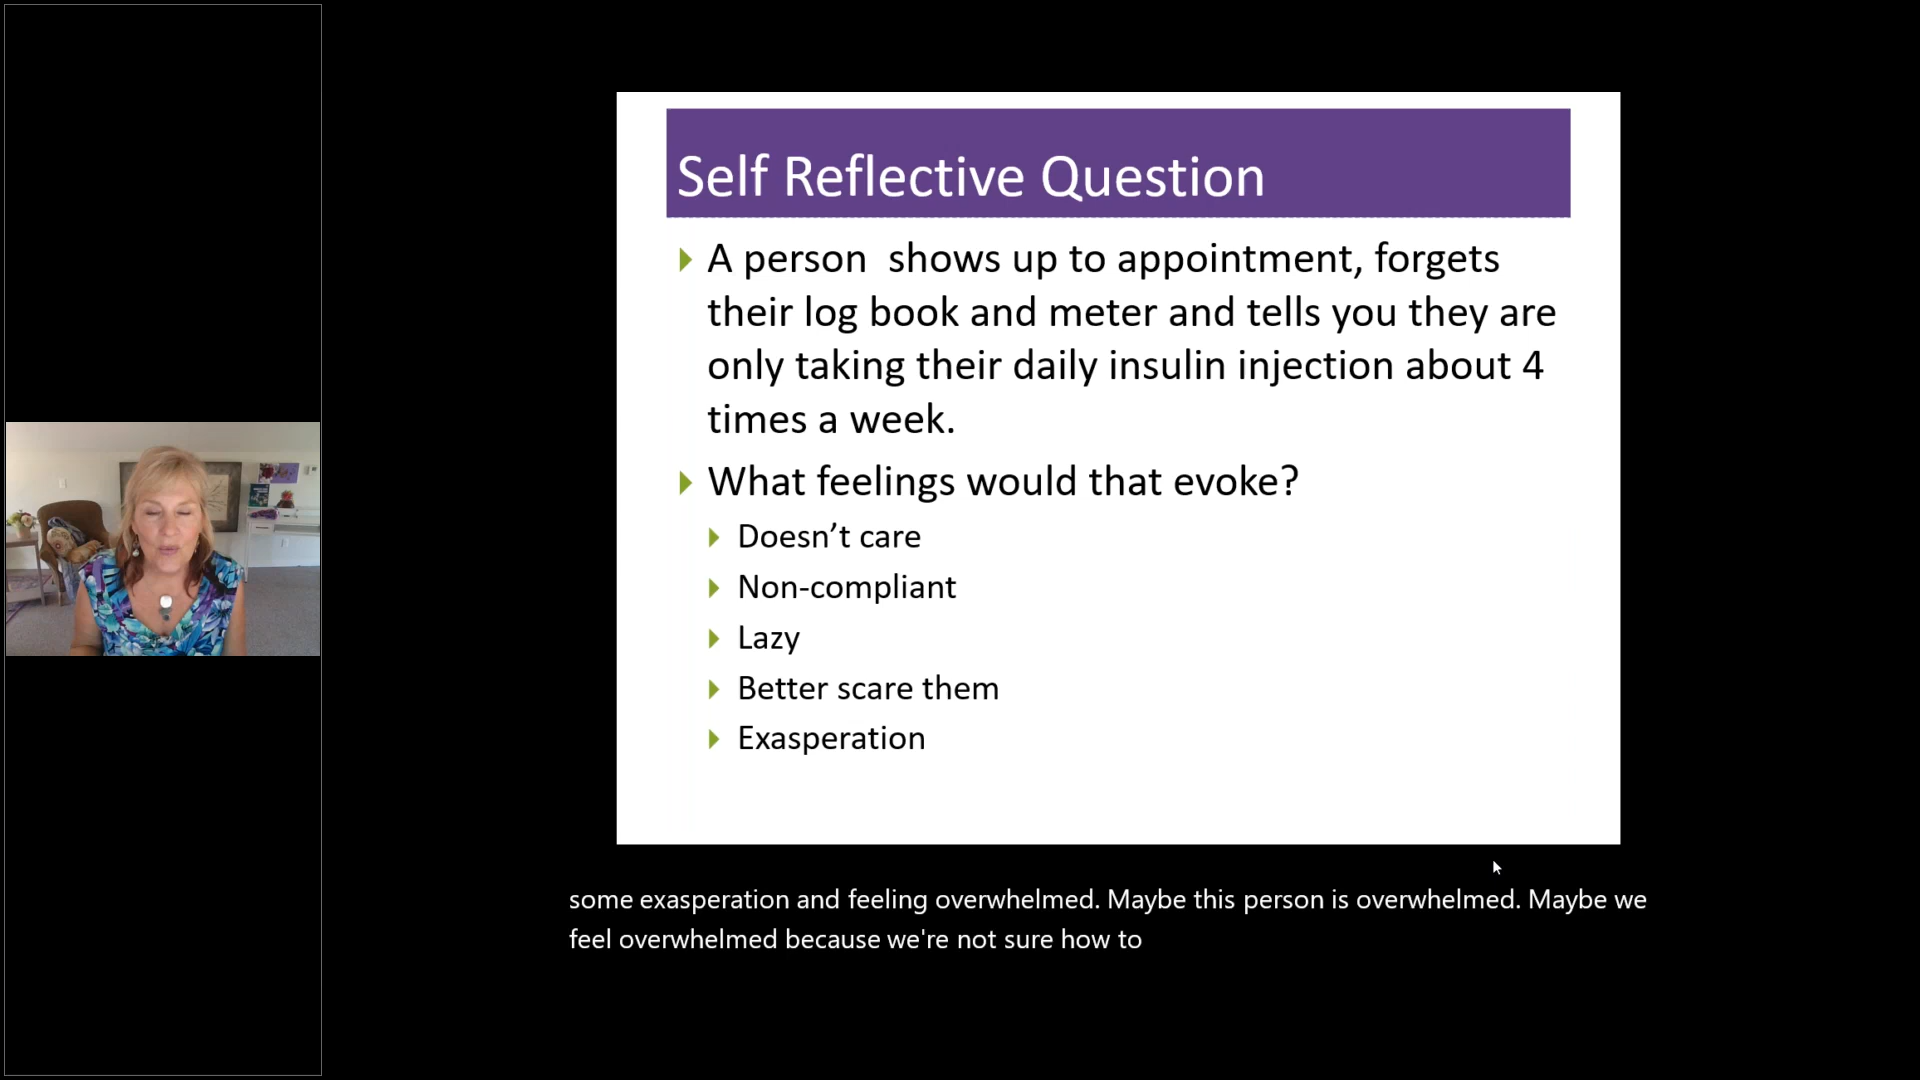 Self Reflective Question
A person  shows up to appointment, forgets
their log book and meter and tells you they are
only taking their daily insulin injection about 4
times a week.
What feelings would that evoke?
Doesn’t care
Non-compliant
Lazy
Better scare them
Exasperation
some exasperation and feeling overwhelmed. Maybe this person is overwhelmed. Maybe we
feel overwhelmed because we're not sure how to